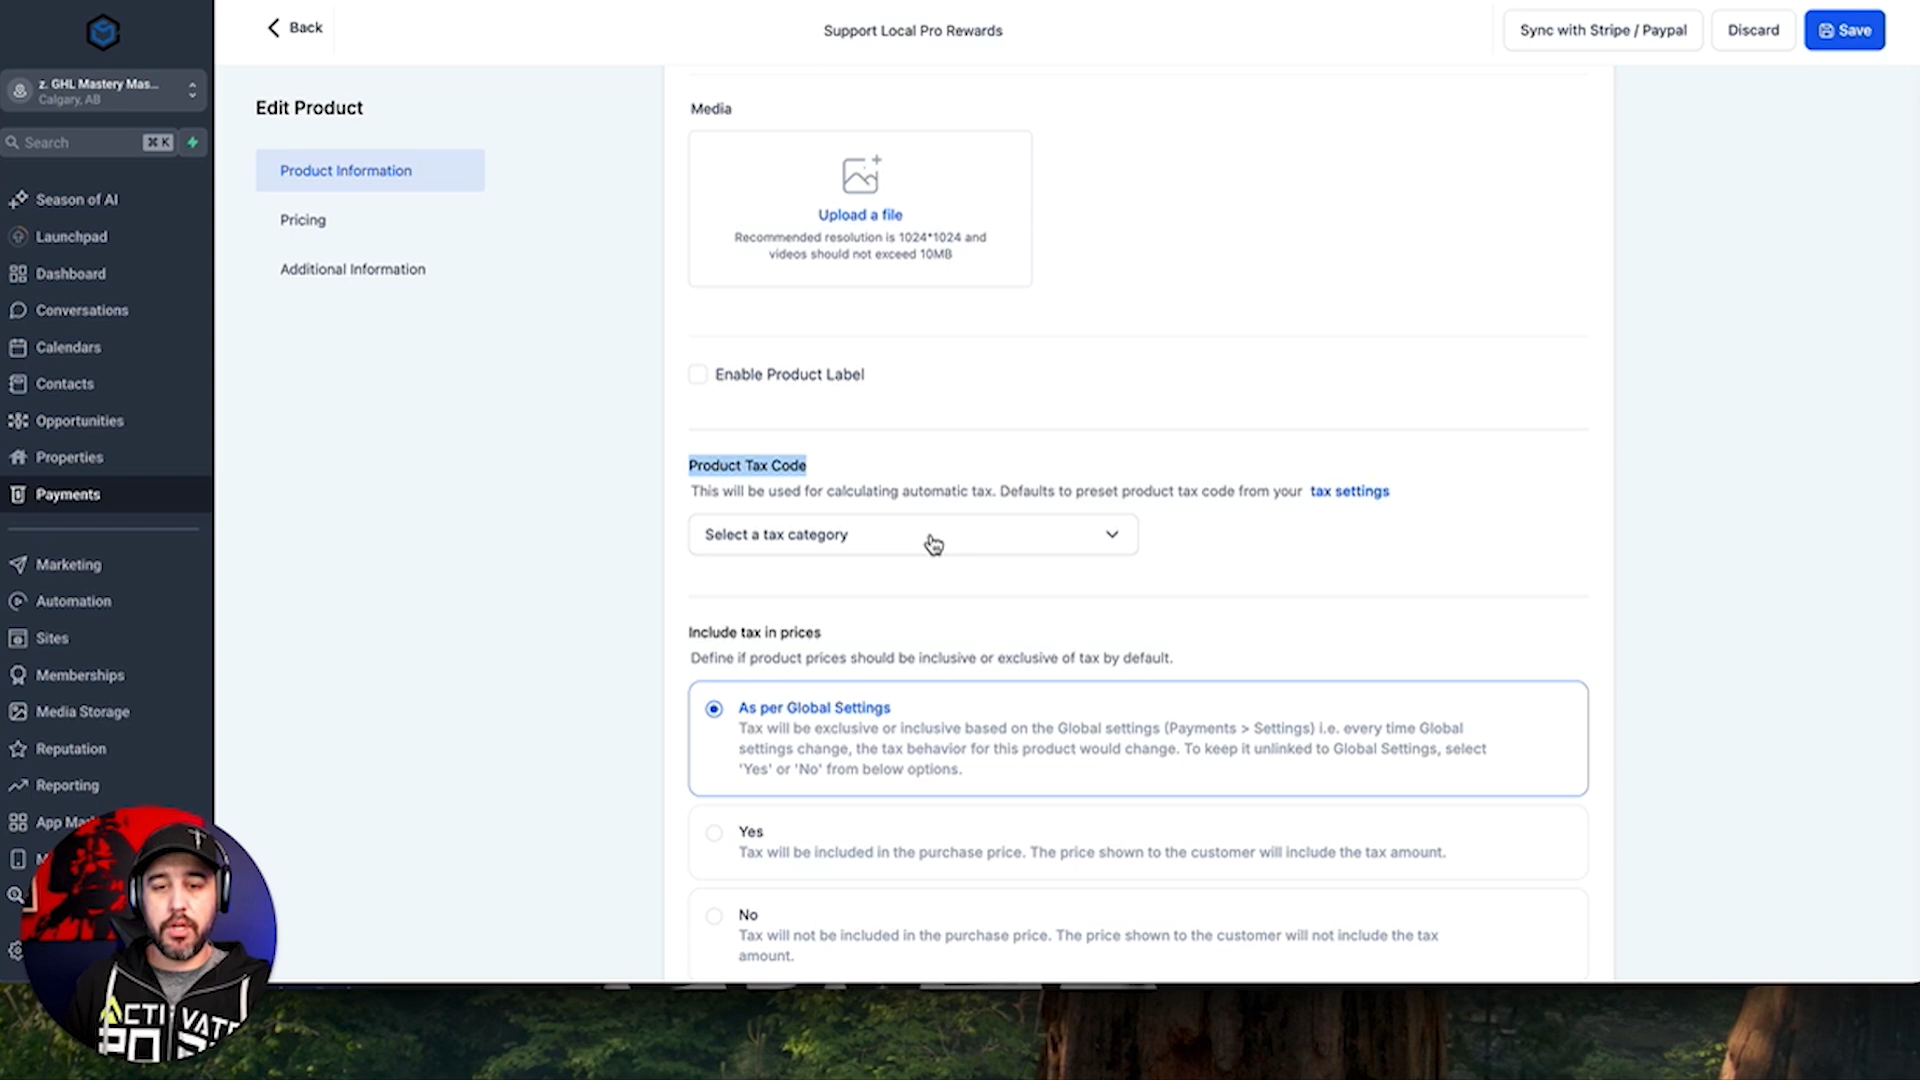 Back
Support Local Pro Rewards
Sync with Stripe / Paypal
Discard
Save
z. GHL Mastery Mas...
Calgary, AB
Search
⌘ K
Season of AI
Launchpad
Dashboard
Conversations
Calendars
Contacts
Opportunities
Properties
Payments
Marketing
Automation
Sites
Memberships
Media Storage
Reputation
Reporting
App Ma
M
Edit Product
Product Information
Pricing
Additional Information
Media
Upload a file
Recommended resolution is 1024*1024 and
videos should not exceed 10MB
Enable Product Label
Product Tax Code
This will be used for calculating automatic tax. Defaults to preset product tax code from your tax settings
Select a tax category
Include tax in prices
Define if product prices should be inclusive or exclusive of tax by default.
As per Global Settings
Tax will be exclusive or inclusive based on the Global settings (Payments > Settings) i.e. every time Global
settings change, the tax behavior for this product would change. To keep it unlinked to Global Settings, select
'Yes' or 'No' from below options.
Yes
Tax will be included in the purchase price. The price shown to the customer will include the tax amount.
No
Tax will not be included in the purchase price. The price shown to the customer will not include the tax
amount.
ACTIVATE